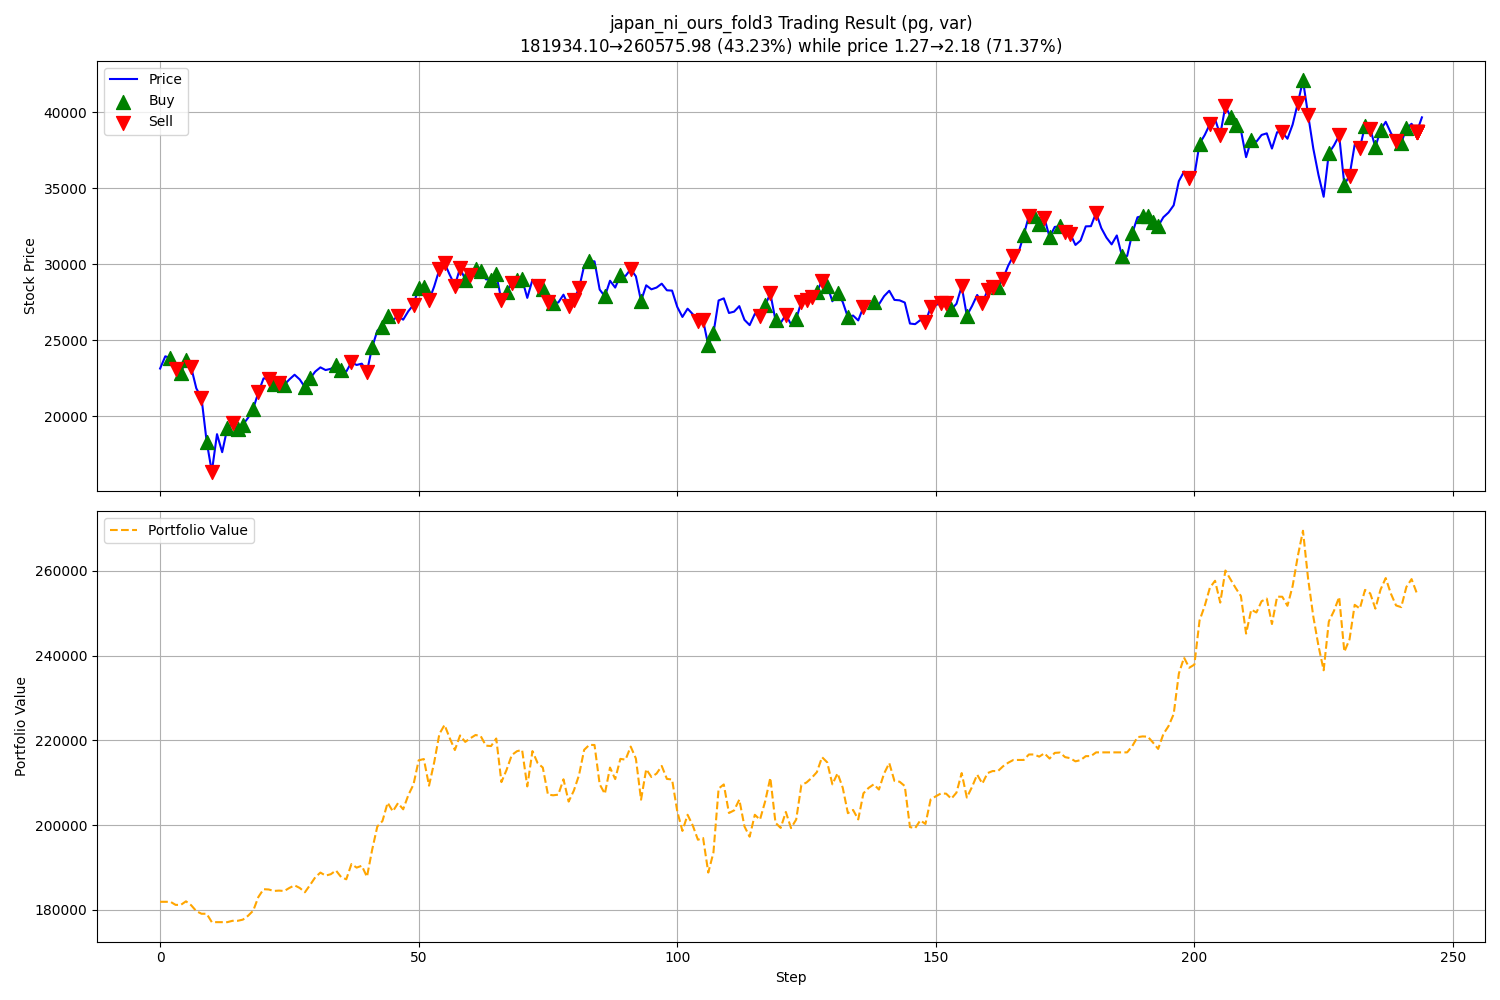 japan_ni_ours_fold3 Trading Result (pg, var)
181934.10→260575.98 (43.23%) while price 1.27→2.18 (71.37%)
Price
Buy
Sell
40000
35000
30000
25000
20000
Stock Price
Portfolio Value
260000
240000
220000
200000
180000
Portfolio Value
0 50 100 150 200 250
Step